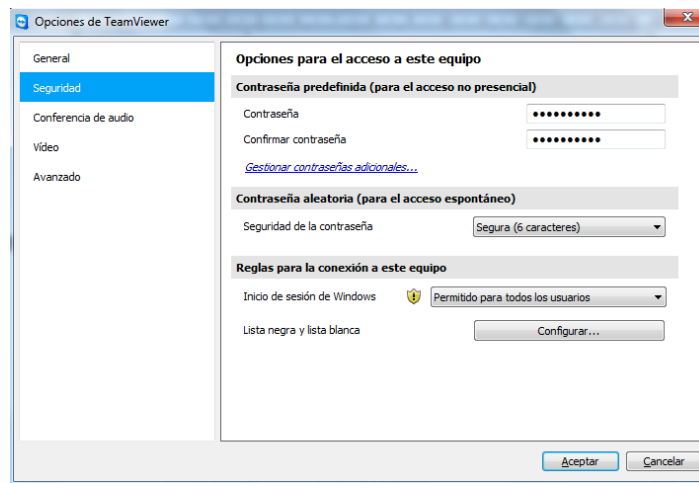 Opciones de TeamViewer
General
Seguridad
Conferencia de audio
Vídeo
Avanzado
Opciones para el acceso a este equipo
Contraseña predefinida (para el acceso no presencial)
Contraseña ••••••••••
Confirmar contraseña ••••••••••
Gestionar contraseñas adicionales...
Contraseña aleatoria (para el acceso espontáneo)
Seguridad de la contraseña Segura (6 caracteres)
Reglas para la conexión a este equipo
Inicio de sesión de Windows Permitido para todos los usuarios
Lista negra y lista blanca Configurar...
Aceptar Cancelar